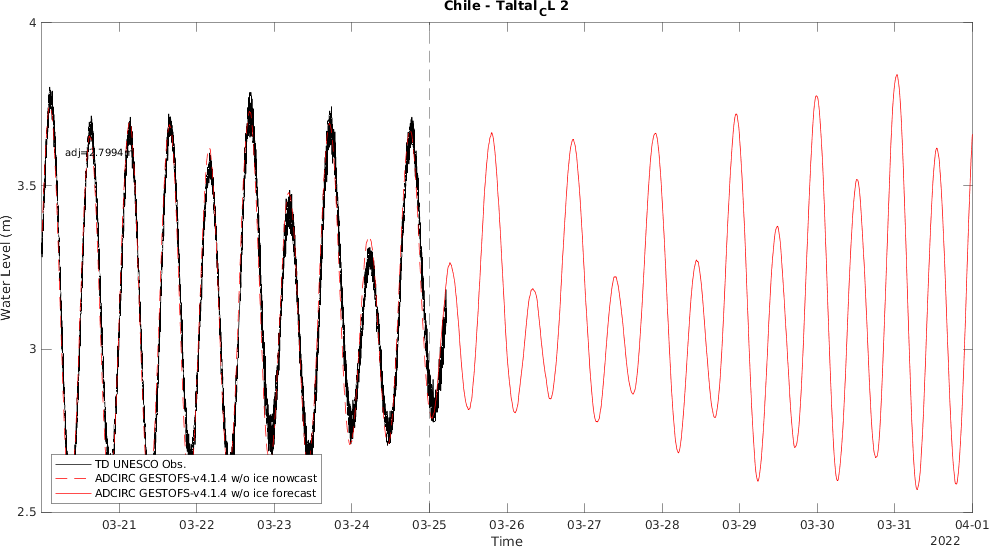 Chile - Taltal_CL 2
4
3.5
3
2.5
Water Level (m)
adj=2.7994
TD UNESCO Obs.
ADCIRC GESTOFS-v4.1.4 w/o ice nowcast
ADCIRC GESTOFS-v4.1.4 w/o ice forecast
03-21 03-22 03-23 03-24 03-25 03-26 03-27 03-28 03-29 03-30 03-31 04-01
Time
2022